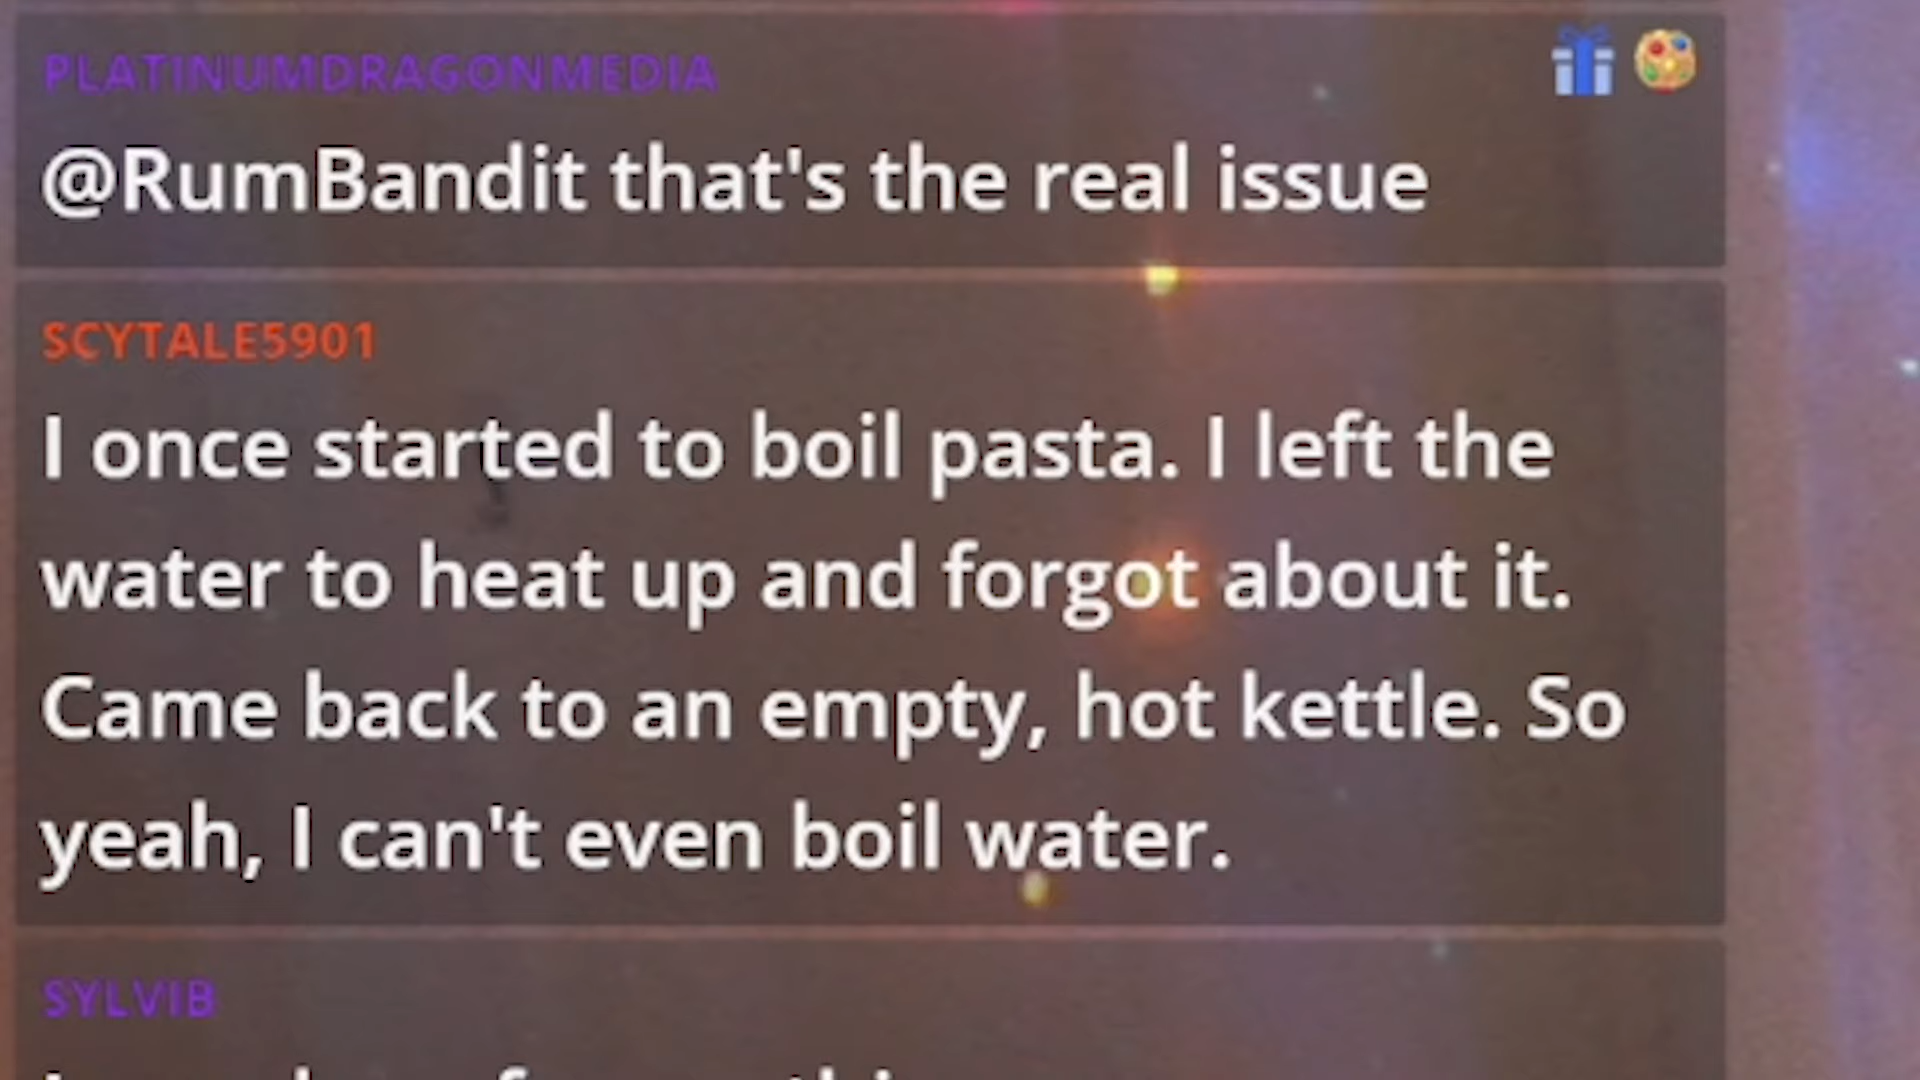 PLATINUMDRAGONMEDIA
@RumBandit that's the real issue
SCYTALE5901
I once started to boil pasta. I left the
water to heat up and forgot about it.
Came back to an empty, hot kettle. So
yeah, I can't even boil water.
SYLVIB